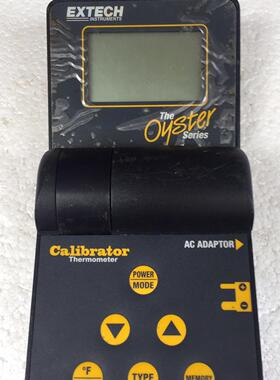 EXTECH
INSTRUMENTS
The
Oyster
Series
Calibrator
Thermometer
AC ADAPTOR
POWER
MODE
+
-
°F
TYPE
MEMORY